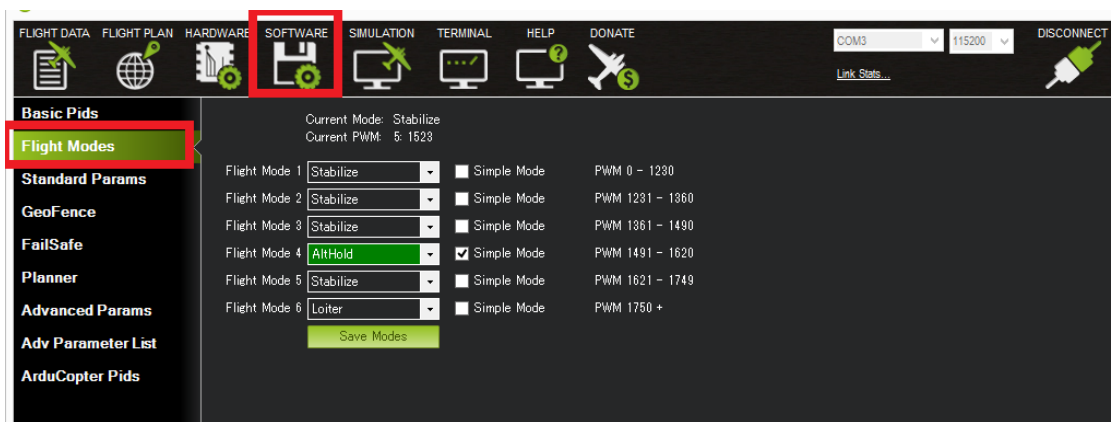 FLIGHT DATA FLIGHT PLAN HARDWARE SOFTWARE SIMULATION TERMINAL HELP DONATE COM3 115200 DISCONNECT
Link Stats...
Basic Pids
Flight Modes
Standard Params
GeoFence
FailSafe
Planner
Advanced Params
Adv Parameter List
ArduCopter Pids
Current Mode: Stabilize
Current PWM: 5: 1523
Flight Mode 1 Stabilize Simple Mode PWM 0 - 1230
Flight Mode 2 Stabilize Simple Mode PWM 1231 - 1360
Flight Mode 3 Stabilize Simple Mode PWM 1361 - 1490
Flight Mode 4 AltHold Simple Mode PWM 1491 - 1620
Flight Mode 5 Stabilize Simple Mode PWM 1621 - 1749
Flight Mode 6 Loiter Simple Mode PWM 1750 +
Save Modes